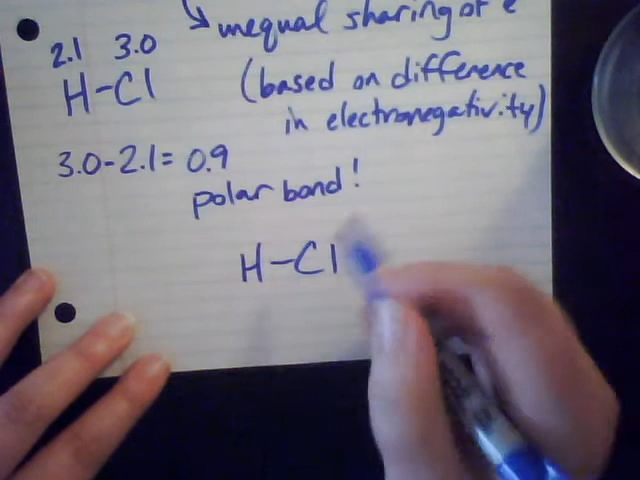 unequal sharing of e
2.1 3.0
H-Cl
(based on difference
in electronegativity)
3.0-2.1= 0.9
polar bond!
H-Cl